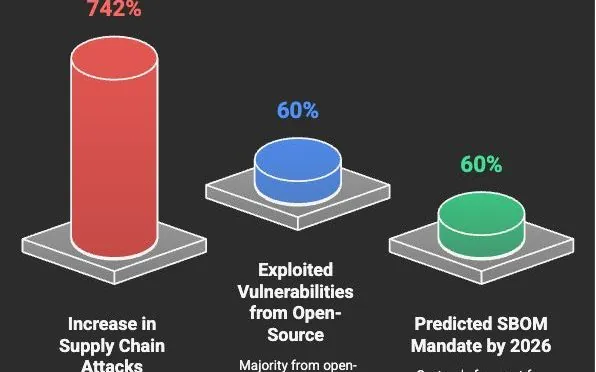 742%
Increase in
Supply Chain
Attacks
60%
Exploited
Vulnerabilities
from Open-
Source
Majority from open-
60%
Predicted SBOM
Mandate by 2026